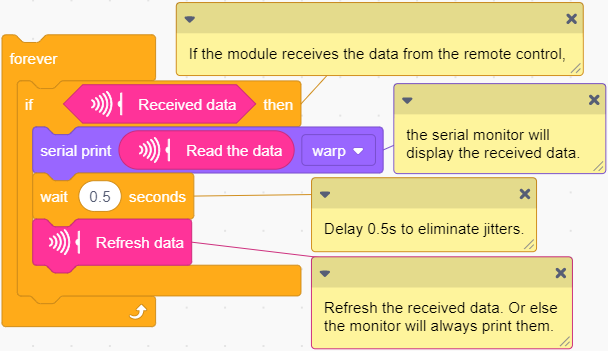 If the module receives the data from the remote control,
forever
if Received data then
the serial monitor will
display the received data.
serial print Read the data warp
wait 0.5 seconds
Delay 0.5s to eliminate jitters.
Refresh data
Refresh the received data. Or else
the monitor will always print them.